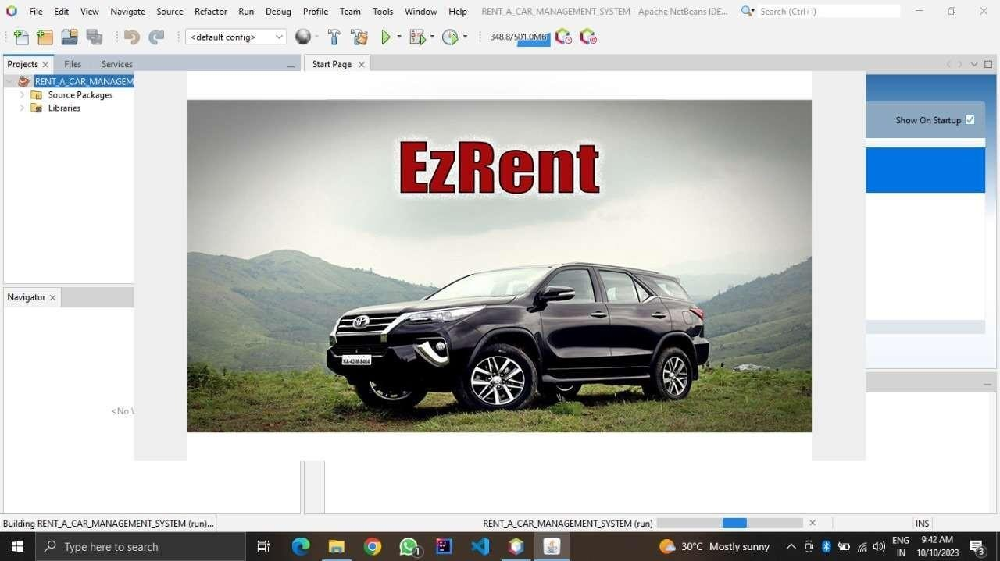 File Edit View Navigate Source Refactor Run Debug Profile Team Tools Window Help RENT_A_CAR_MANAGEMENT_SYSTEM - Apache NetBeans IDE... Search (Ctrl+I)
<default config> 348.8/501.0MB
Projects Files Services Start Page
RENT_A_CAR_MANAGEM
Source Packages
Libraries
Show On Startup
EzRent
Navigator
KA-42-M-8464
<No
Building RENT_A_CAR_MANAGEMENT_SYSTEM (run)... RENT_A_CAR_MANAGEMENT_SYSTEM (run) INS
Type here to search 1 30°C Mostly sunny ENG IN 9:42 AM 10/10/2023 3